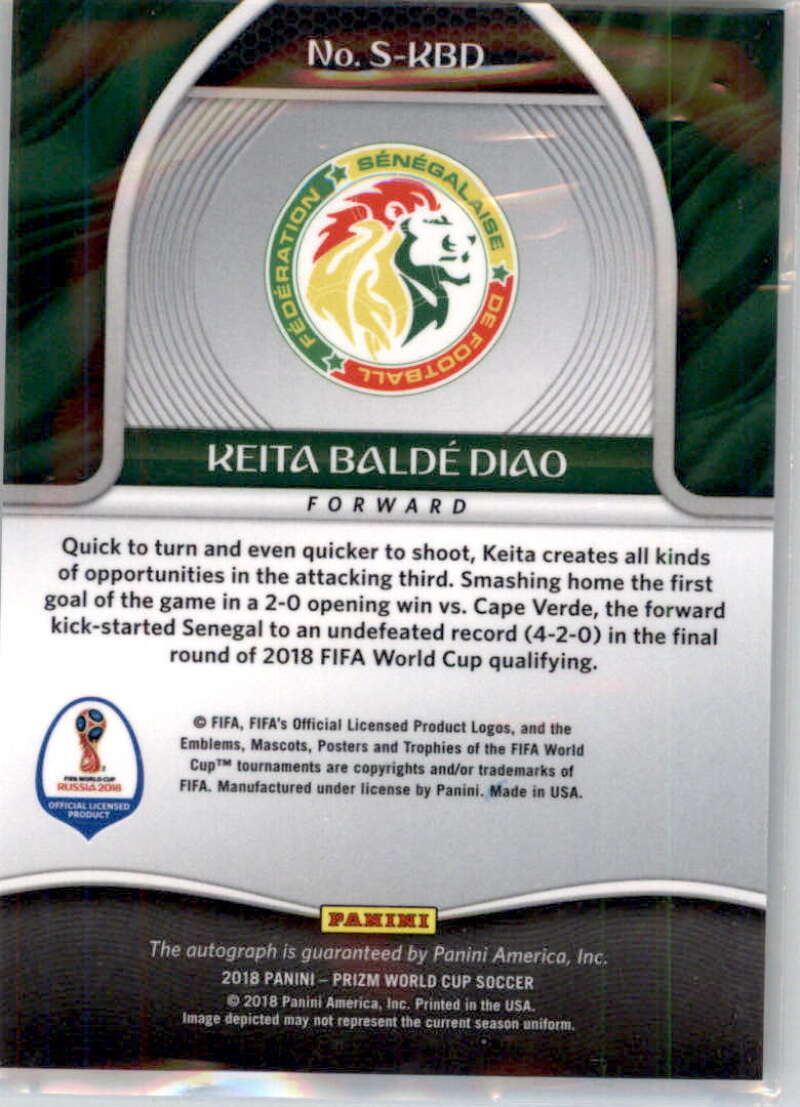 No. S-KBD
FÉDÉRATION ★ SÉNÉGALAISE ★ DE FOOTBALL ★
KEITA BALDÉ DIAO
FORWARD
Quick to turn and even quicker to shoot, Keita creates all kinds
of opportunities in the attacking third. Smashing home the first
goal of the game in a 2-0 opening win vs. Cape Verde, the forward
kick-started Senegal to an undefeated record (4-2-0) in the final
round of 2018 FIFA World Cup qualifying.
FIFA WORLD CUP
RUSSIA 2018
OFFICIAL LICENSED
PRODUCT
© FIFA, FIFA's Official Licensed Product Logos, and the
Emblems, Mascots, Posters and Trophies of the FIFA World
Cup™ tournaments are copyrights and/or trademarks of
FIFA. Manufactured under license by Panini. Made in USA.
PANINI
The autograph is guaranteed by Panini America, Inc.
2018 PANINI – PRIZM WORLD CUP SOCCER
© 2018 Panini America, Inc. Printed in the USA.
Image depicted may not represent the current season uniform.